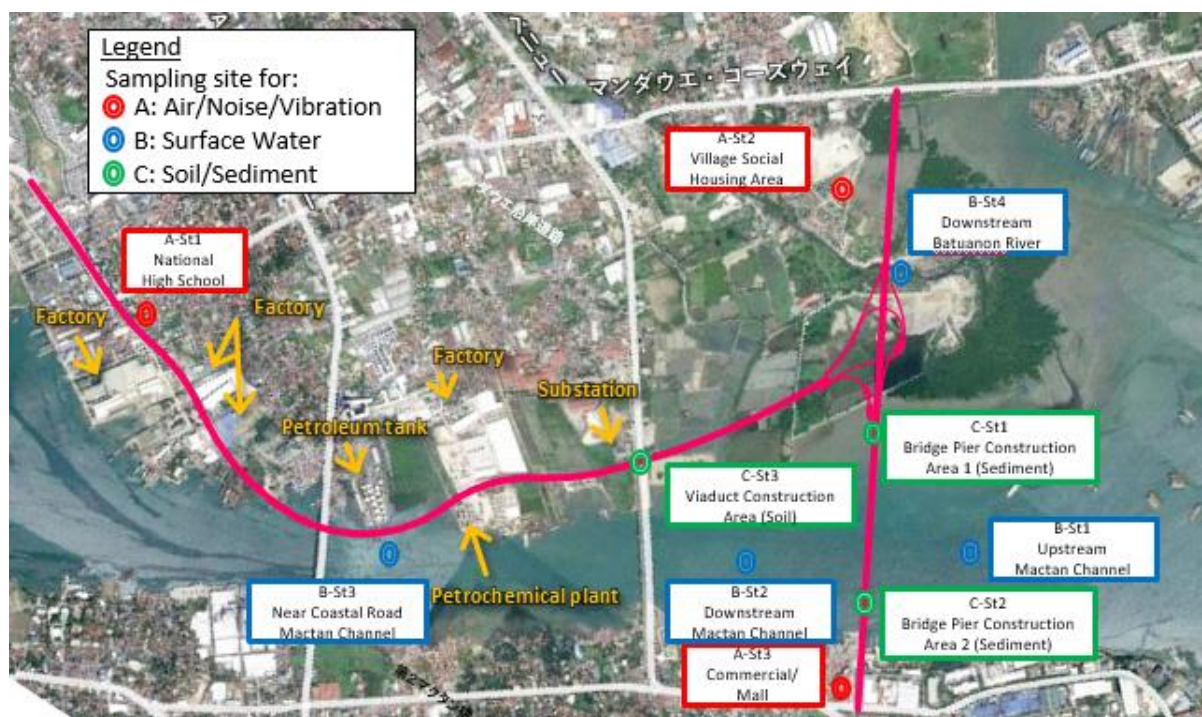 Legend
Sampling site for:
A: Air/Noise/Vibration
B: Surface Water
C: Soil/Sediment
マンダウエ・コーズウェイ
A-St2
Village Social
Housing Area
B-St4
Downstream
Batuanon River
A-St1
National
High School
Factory
Factory
Factory
Substation
Petroleum tank
C-St1
Bridge Pier Construction
Area 1 (Sediment)
C-St3
Viaduct Construction
Area (Soil)
B-St1
Upstream
Mactan Channel
B-St3
Near Coastal Road
Mactan Channel
Petrochemical plant
B-St2
Downstream
Mactan Channel
C-St2
Bridge Pier Construction
Area 2 (Sediment)
A-St3
Commercial/
Mall